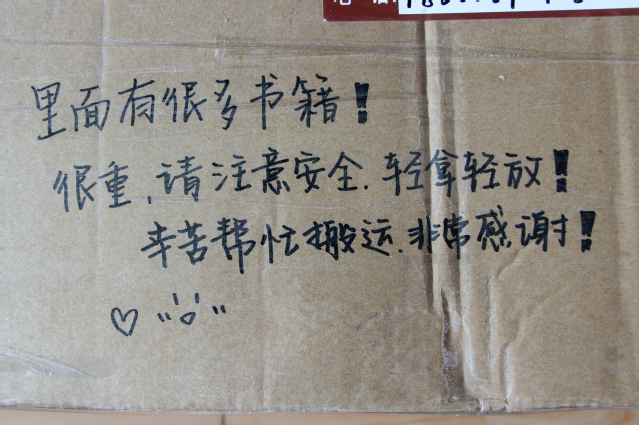 里面有很多书籍！
很重，请注意安全.轻拿轻放！
辛苦帮忙搬运.非常感谢！